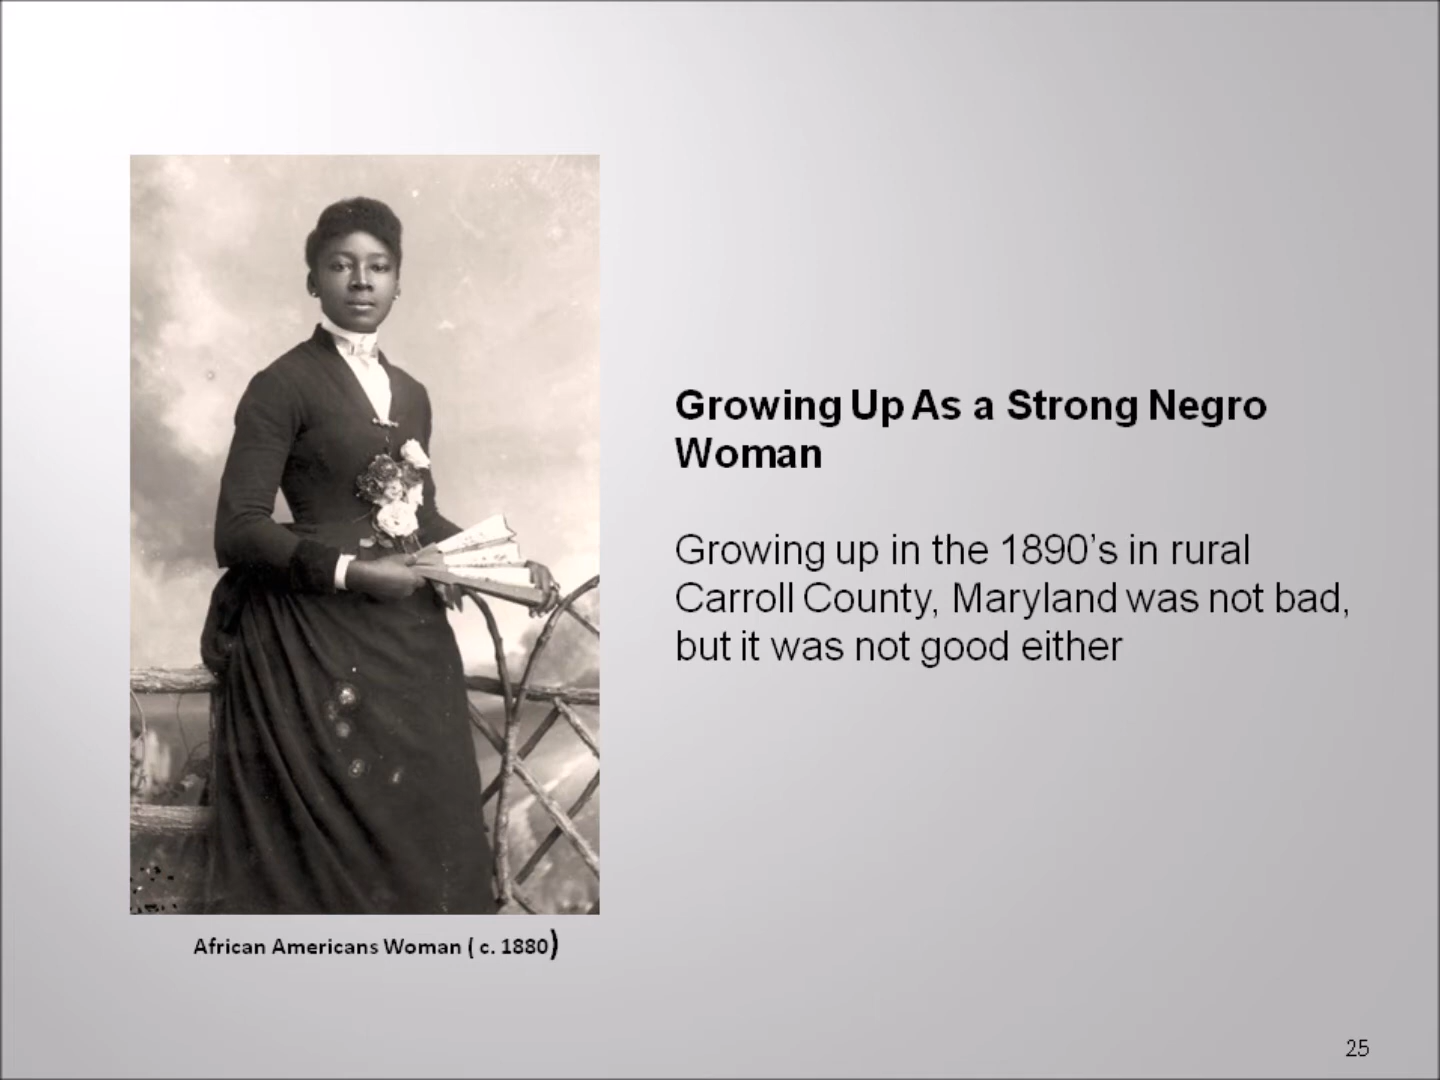 Growing Up As a Strong Negro
Woman
Growing up in the 1890's in rural
Carroll County, Maryland was not bad,
but it was not good either
African Americans Woman ( c. 1880)
25